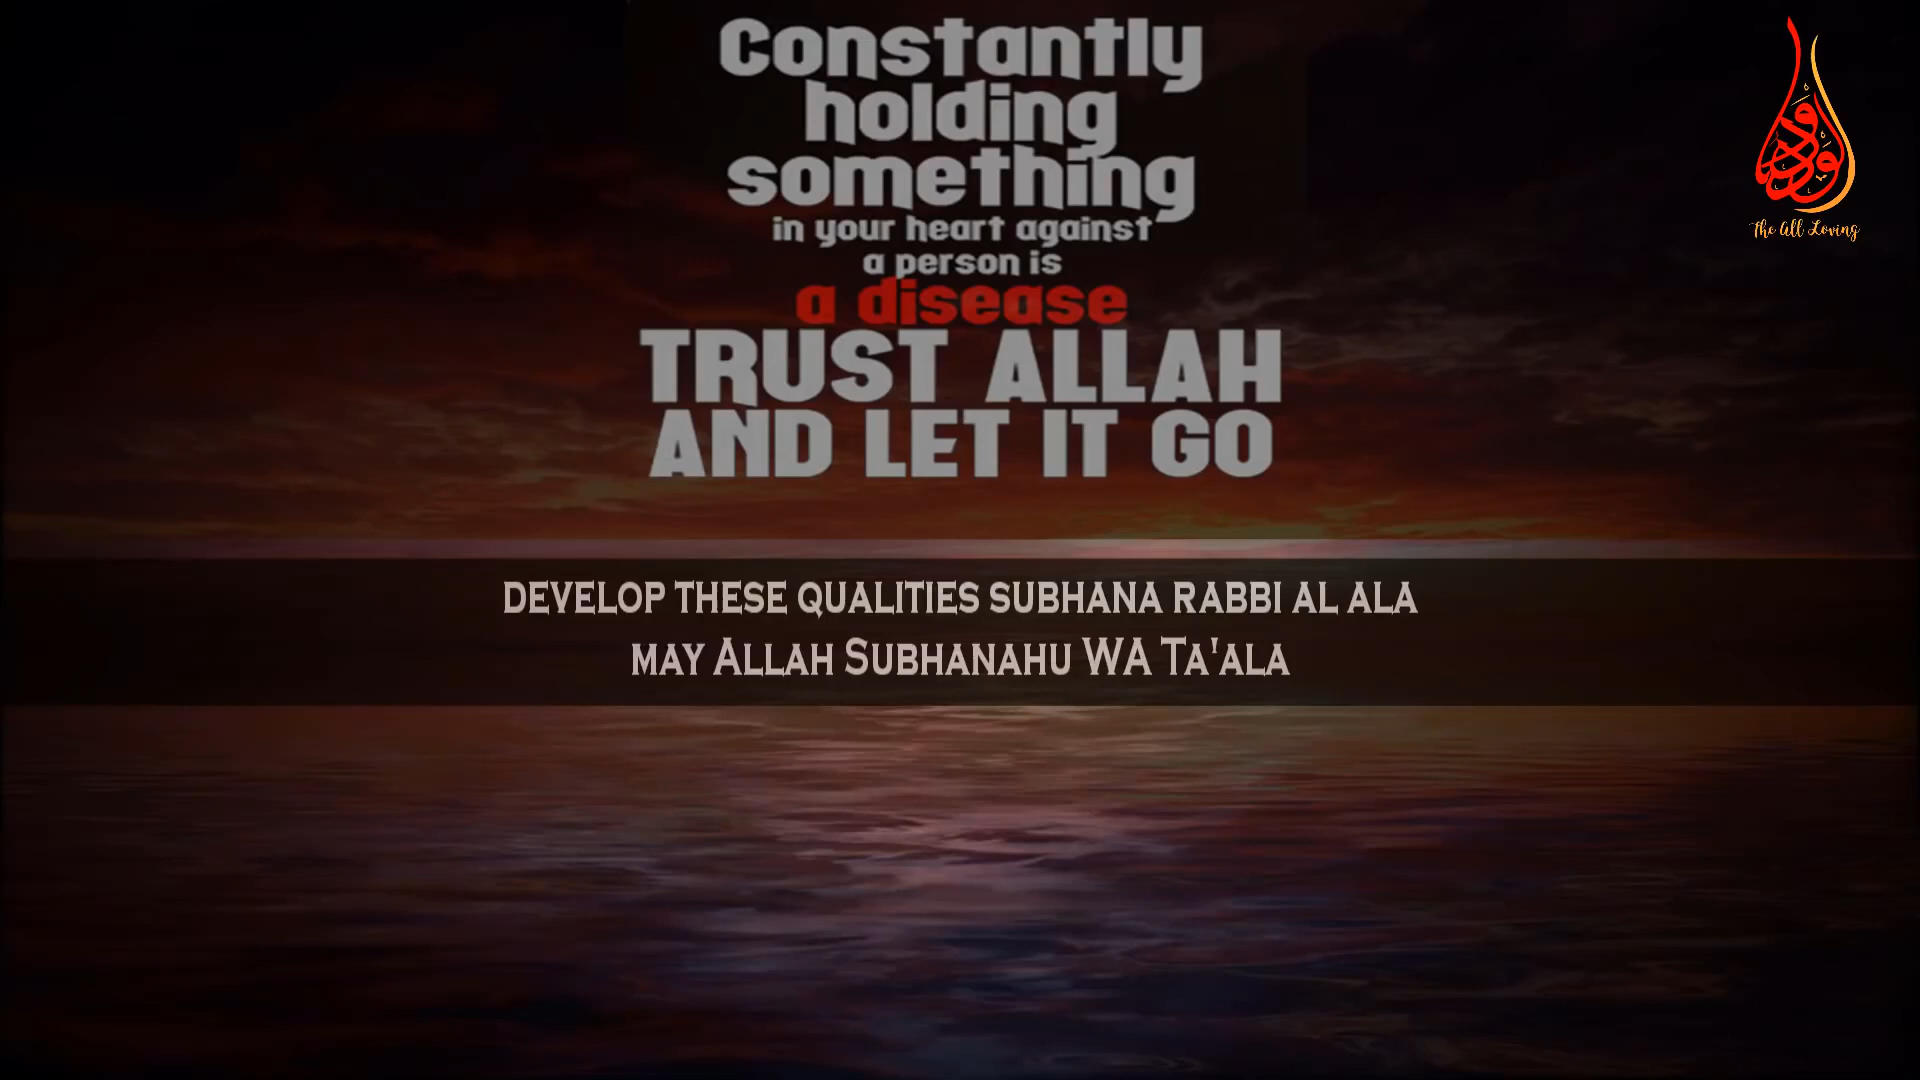 Constantly
holding
something
in your heart against
a person is
a disease
TRUST ALLAH
AND LET IT GO
DEVELOP THESE QUALITIES SUBHANA RABBI AL ALA
MAY ALLAH SUBHANAHU WA TA'ALA
The All Loving